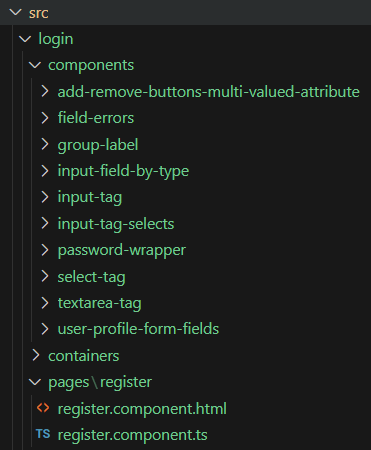 src
login
components
add-remove-buttons-multi-valued-attribute
field-errors
group-label
input-field-by-type
input-tag
input-tag-selects
password-wrapper
select-tag
textarea-tag
user-profile-form-fields
containers
pages\register
<> register.component.html
TS register.component.ts